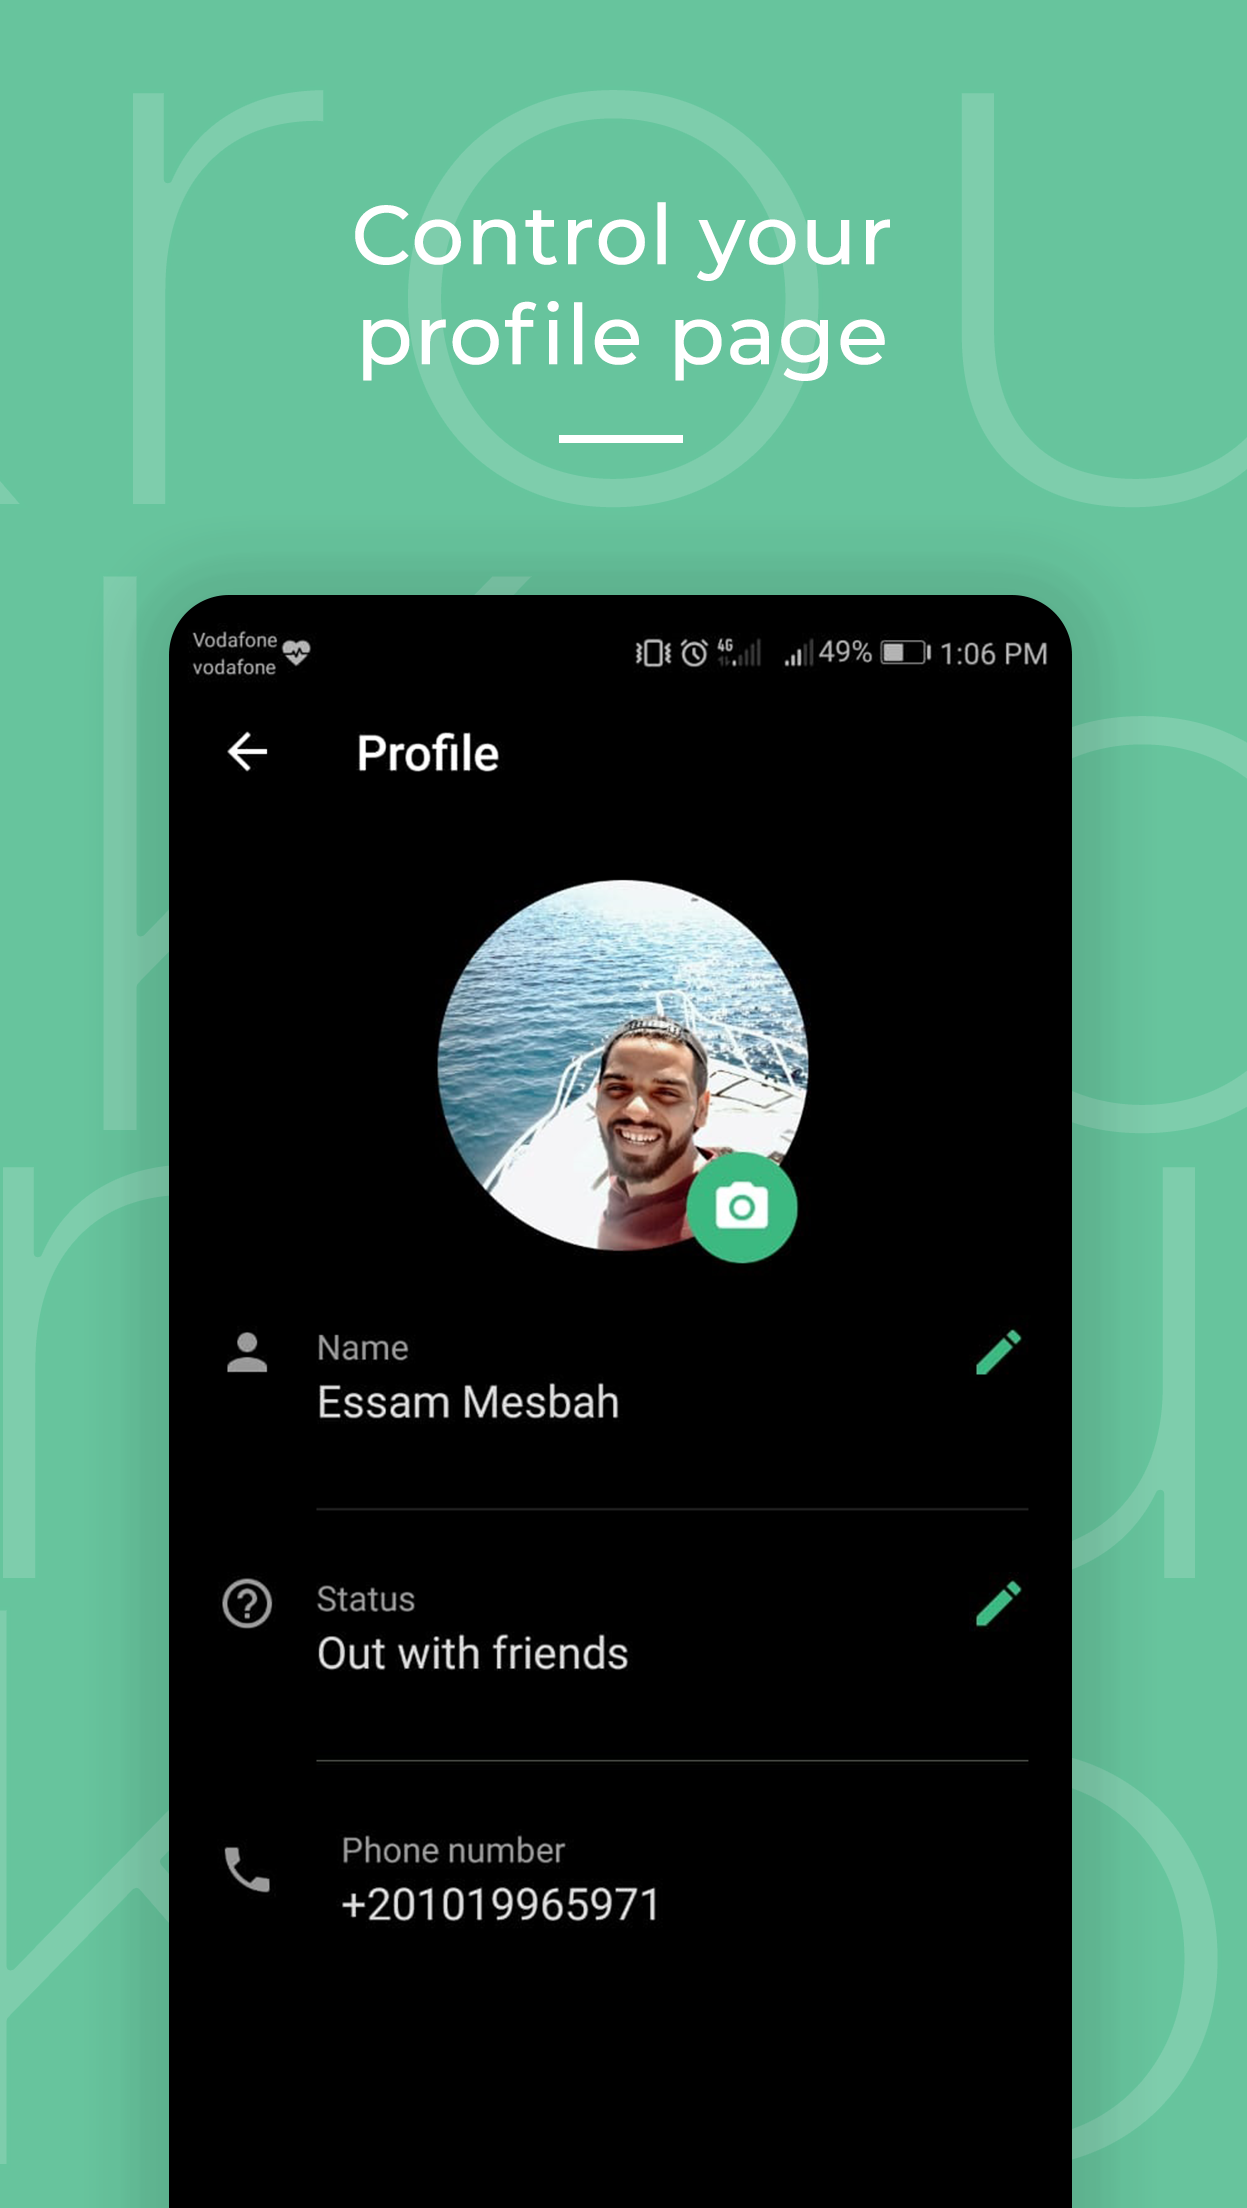 Control your
profile page
Vodafone
vodafone
4G
49%
1:06 PM
Profile
Name
Essam Mesbah
Status
Out with friends
Phone number
+201019965971